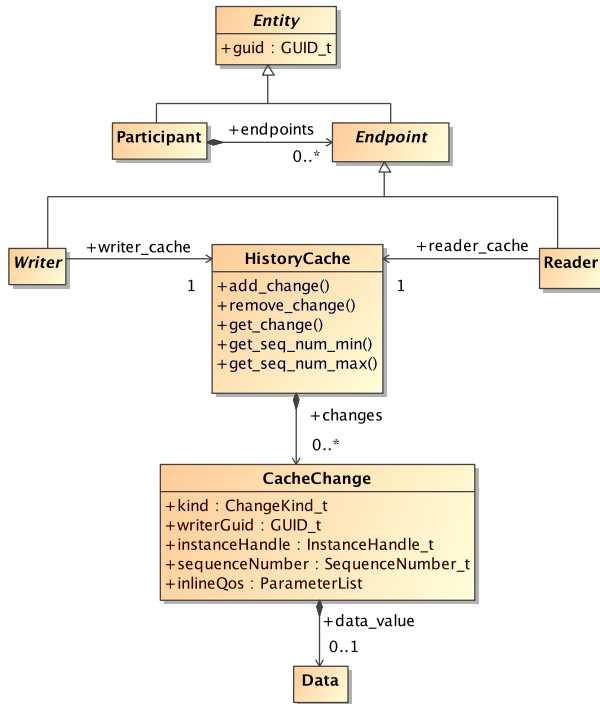 Entity
+guid : GUID_t
Participant
+endpoints
0..*
Endpoint
Writer
+writer_cache
1
HistoryCache
+add_change()
+remove_change()
+get_change()
+get_seq_num_min()
+get_seq_num_max()
+reader_cache
1
Reader
+changes
0..*
CacheChange
+kind : ChangeKind_t
+writerGuid : GUID_t
+instanceHandle : InstanceHandle_t
+sequenceNumber : SequenceNumber_t
+inlineQos : ParameterList
+data_value
0..1
Data